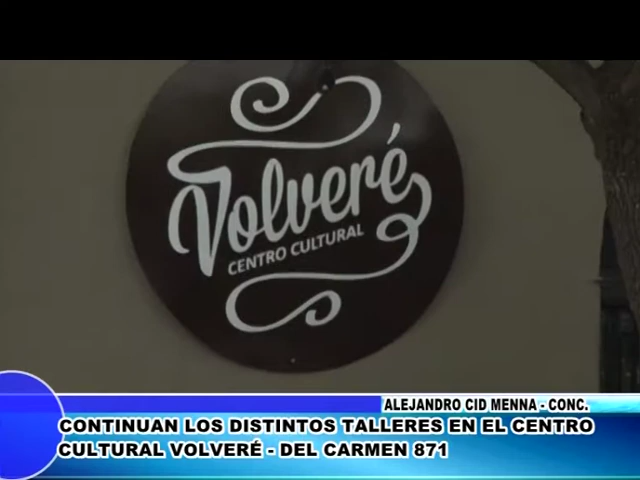 Volveré
CENTRO CULTURAL
ALEJANDRO CID MENNA - CONC.
CONTINUAN LOS DISTINTOS TALLERES EN EL CENTRO
CULTURAL VOLVERÉ - DEL CARMEN 871